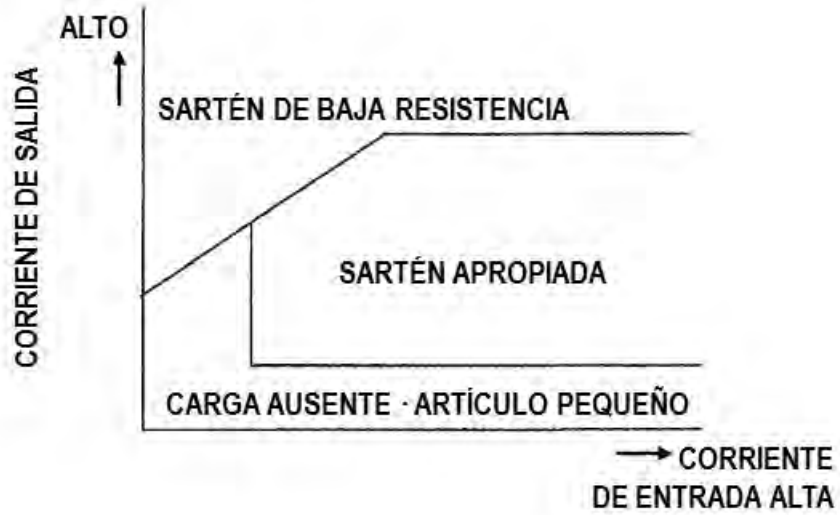 ALTO
CORRIENTE DE SALIDA
SARTÉN DE BAJA RESISTENCIA
SARTÉN APROPIADA
CARGA AUSENTE · ARTÍCULO PEQUEÑO
CORRIENTE
DE ENTRADA ALTA